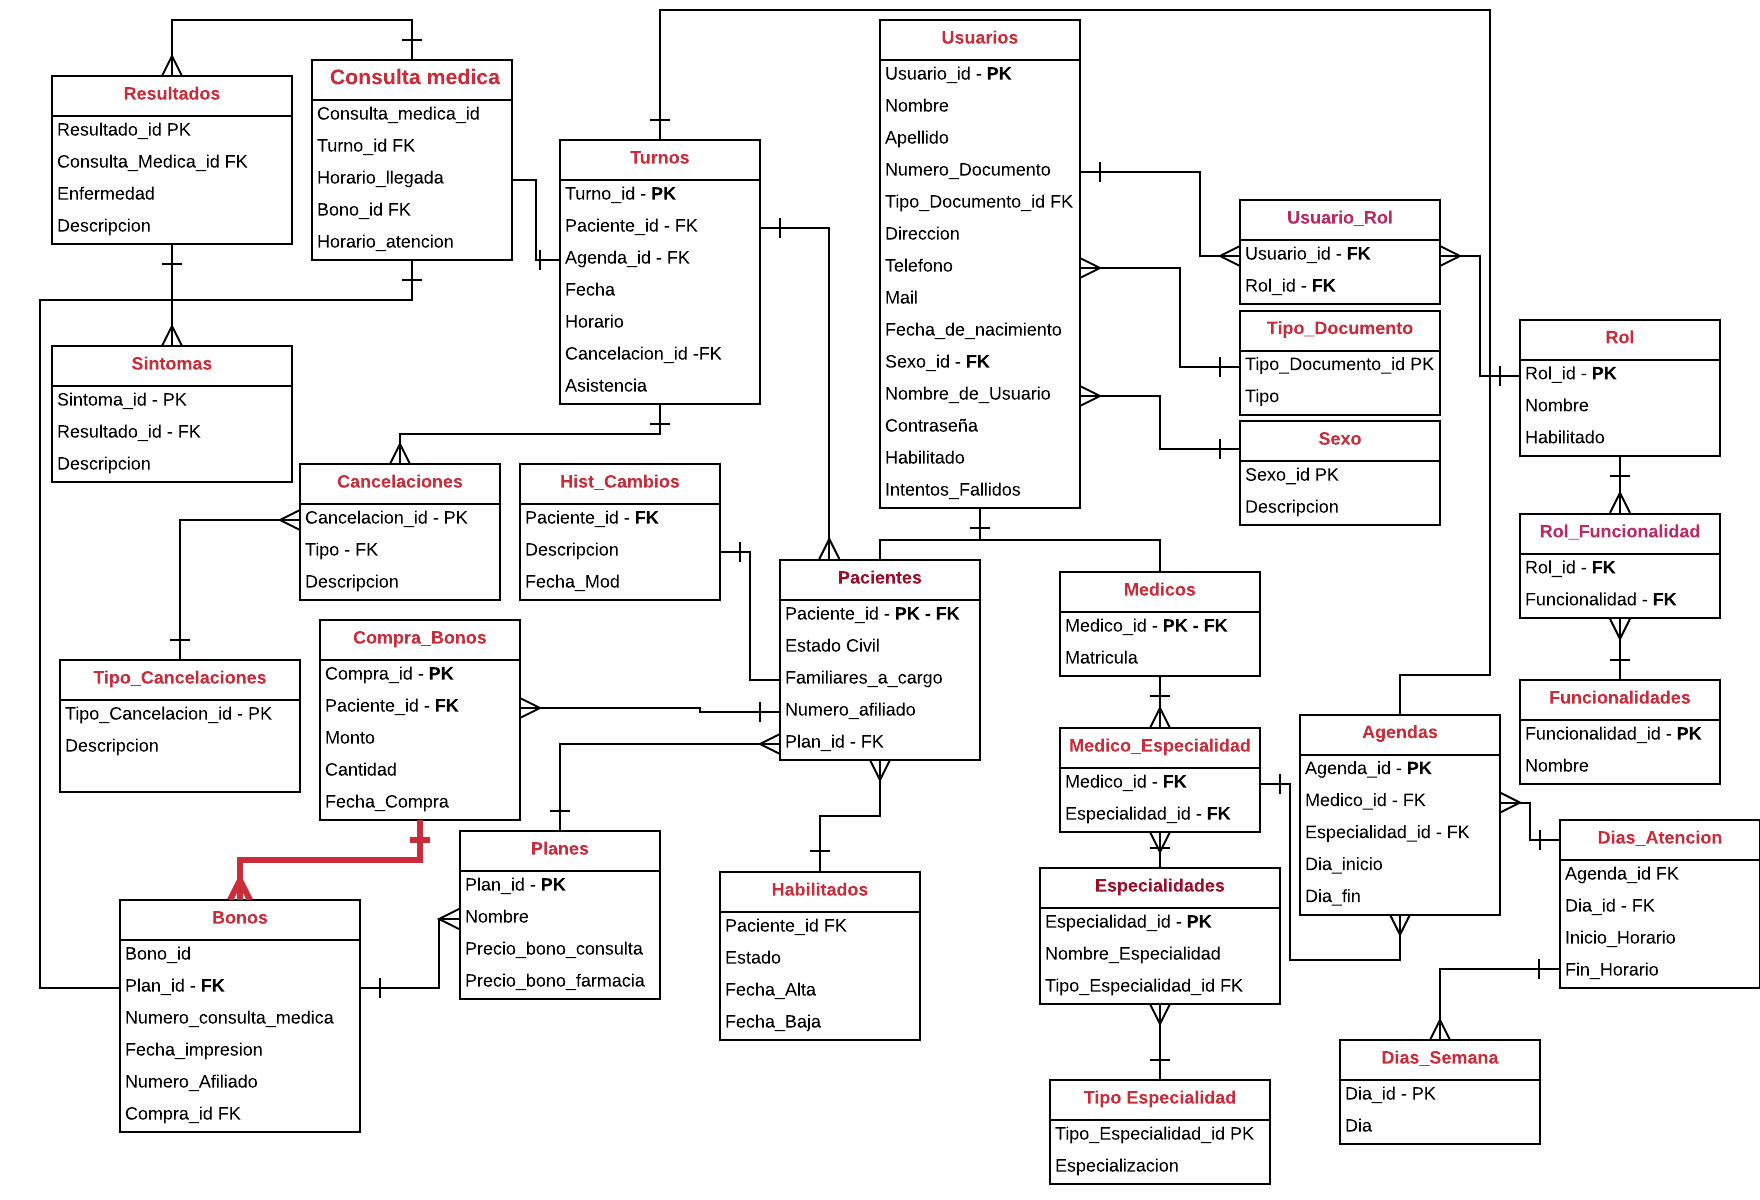 Resultados
Resultado_id PK
Consulta_Medica_id FK
Enfermedad
Descripcion
Consulta medica
Consulta_medica_id
Turno_id FK
Horario_llegada
Bono_id FK
Horario_atencion
Turnos
Turno_id - PK
Paciente_id - FK
Agenda_id - FK
Fecha
Horario
Cancelacion_id -FK
Asistencia
Usuarios
Usuario_id - PK
Nombre
Apellido
Numero_Documento
Tipo_Documento_id FK
Direccion
Telefono
Mail
Fecha_de_nacimiento
Sexo_id - FK
Nombre_de_Usuario
Contraseña
Habilitado
Intentos_Fallidos
Usuario_Rol
Usuario_id - FK
Rol_id - FK
Tipo_Documento
Tipo_Documento_id PK
Tipo
Sexo
Sexo_id PK
Descripcion
Rol
Rol_id - PK
Nombre
Habilitado
Sintomas
Sintoma_id - PK
Resultado_id - FK
Descripcion
Cancelaciones
Cancelacion_id - PK
Tipo - FK
Descripcion
Hist_Cambios
Paciente_id - FK
Descripcion
Fecha_Mod
Rol_Funcionalidad
Rol_id - FK
Funcionalidad - FK
Pacientes
Paciente_id - PK - FK
Estado Civil
Familiares_a_cargo
Numero_afiliado
Plan_id - FK
Medicos
Medico_id - PK - FK
Matricula
Tipo_Cancelaciones
Tipo_Cancelacion_id - PK
Descripcion
Compra_Bonos
Compra_id - PK
Paciente_id - FK
Monto
Cantidad
Fecha_Compra
Medico_Especialidad
Medico_id - FK
Especialidad_id - FK
Agendas
Agenda_id - PK
Medico_id - FK
Especialidad_id - FK
Dia_inicio
Dia_fin
Funcionalidades
Funcionalidad_id - PK
Nombre
Planes
Plan_id - PK
Nombre
Precio_bono_consulta
Precio_bono_farmacia
Habilitados
Paciente_id FK
Estado
Fecha_Alta
Fecha_Baja
Especialidades
Especialidad_id - PK
Nombre_Especialidad
Tipo_Especialidad_id FK
Dias_Atencion
Agenda_id FK
Dia_id - FK
Inicio_Horario
Fin_Horario
Bonos
Bono_id
Plan_id - FK
Numero_consulta_medica
Fecha_impresion
Numero_Afiliado
Compra_id FK
Tipo Especialidad
Tipo_Especialidad_id PK
Especializacion
Dias_Semana
Dia_id - PK
Dia